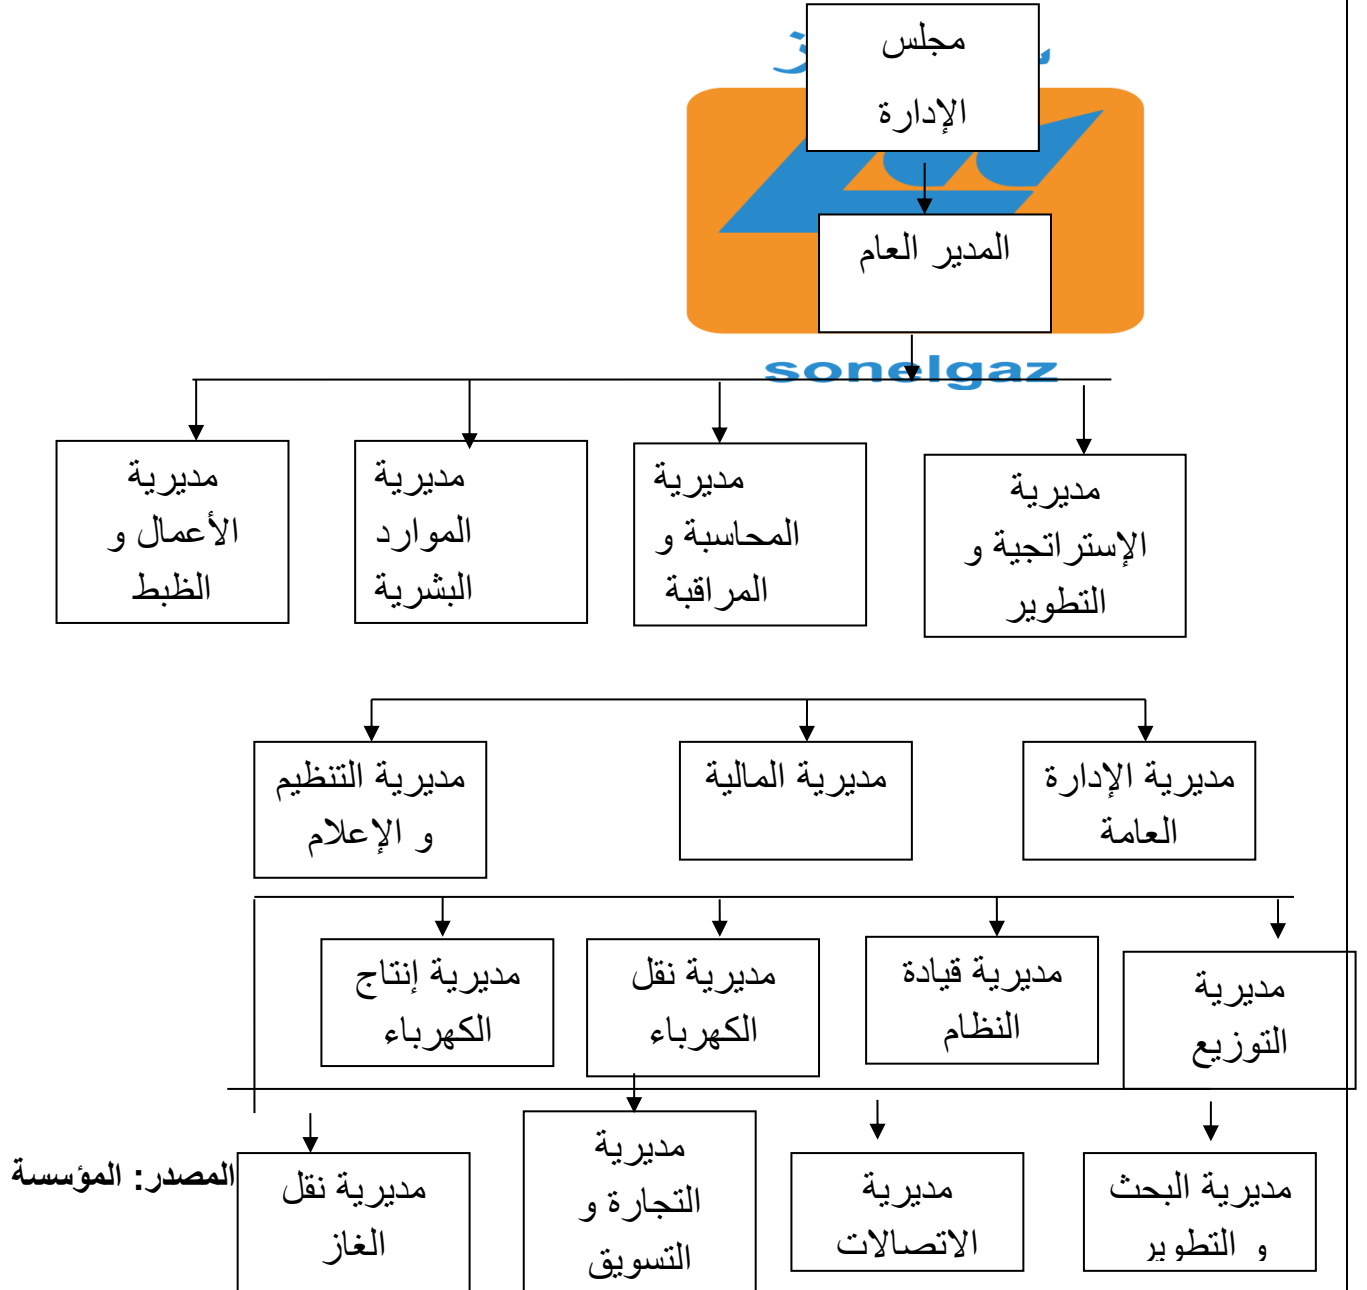 مجلس
الإدارة
المدير العام
sonelgaz
مديرية
الإستراتجية و
التطوير
مديرية
المحاسبة و
المراقبة
مديرية
الموارد
البشرية
مديرية
الأعمال و
الظبط
مديرية الإدارة
العامة
مديرية المالية
مديرية التنظيم
و الإعلام
مديرية
التوزيع
مديرية قيادة
النظام
مديرية نقل
الكهرباء
مديرية إنتاج
الكهرباء
مديرية البحث
و التطوير
مديرية
الاتصالات
مديرية
التجارة و
التسويق
مديرية نقل
الغاز
المصدر: المؤسسة